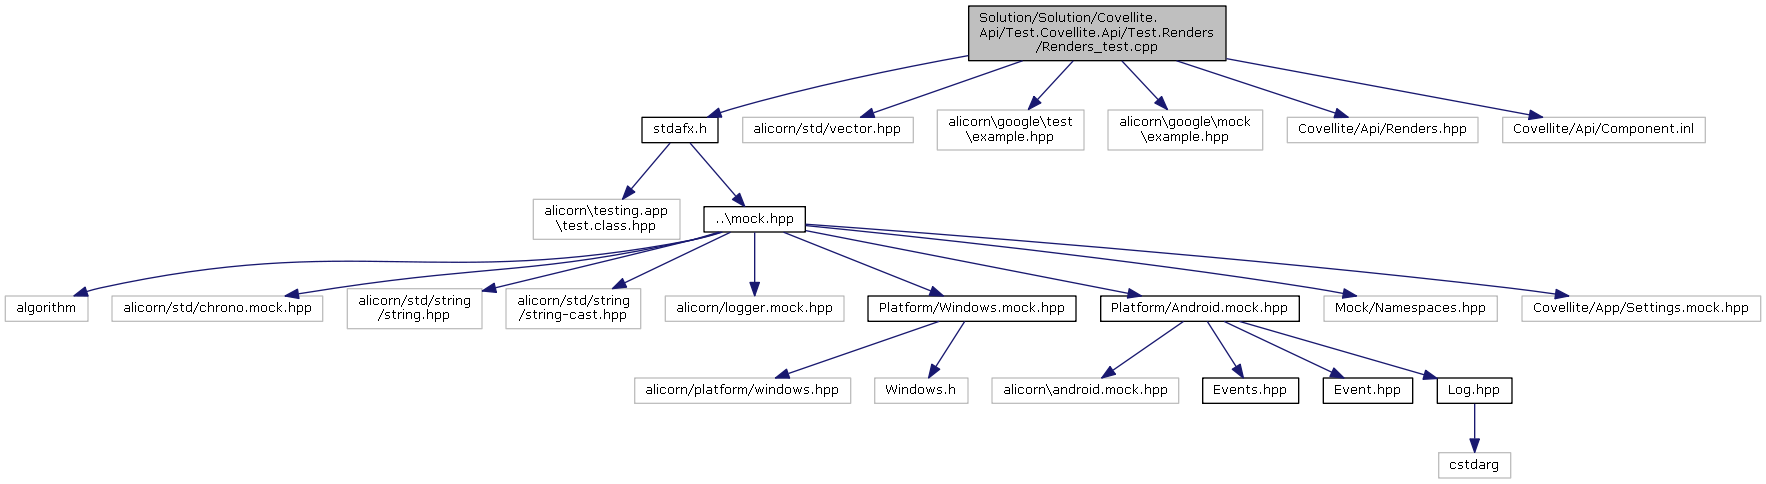 Solution/Solution/Covellite.
Api/Test.Covellite.Api/Test.Renders
/Renders_test.cpp
stdafx.h
alicorn/std/vector.hpp
alicorn\google\test
\example.hpp
alicorn\google\mock
\example.hpp
Covellite/Api/Renders.hpp
Covellite/Api/Component.inl
alicorn\testing.app
\test.class.hpp
..\mock.hpp
algorithm
alicorn/std/chrono.mock.hpp
alicorn/std/string
/string.hpp
alicorn/std/string
/string-cast.hpp
alicorn/logger.mock.hpp
Platform/Windows.mock.hpp
Platform/Android.mock.hpp
Mock/Namespaces.hpp
Covellite/App/Settings.mock.hpp
alicorn/platform/windows.hpp
Windows.h
alicorn\android.mock.hpp
Events.hpp
Event.hpp
Log.hpp
cstdarg